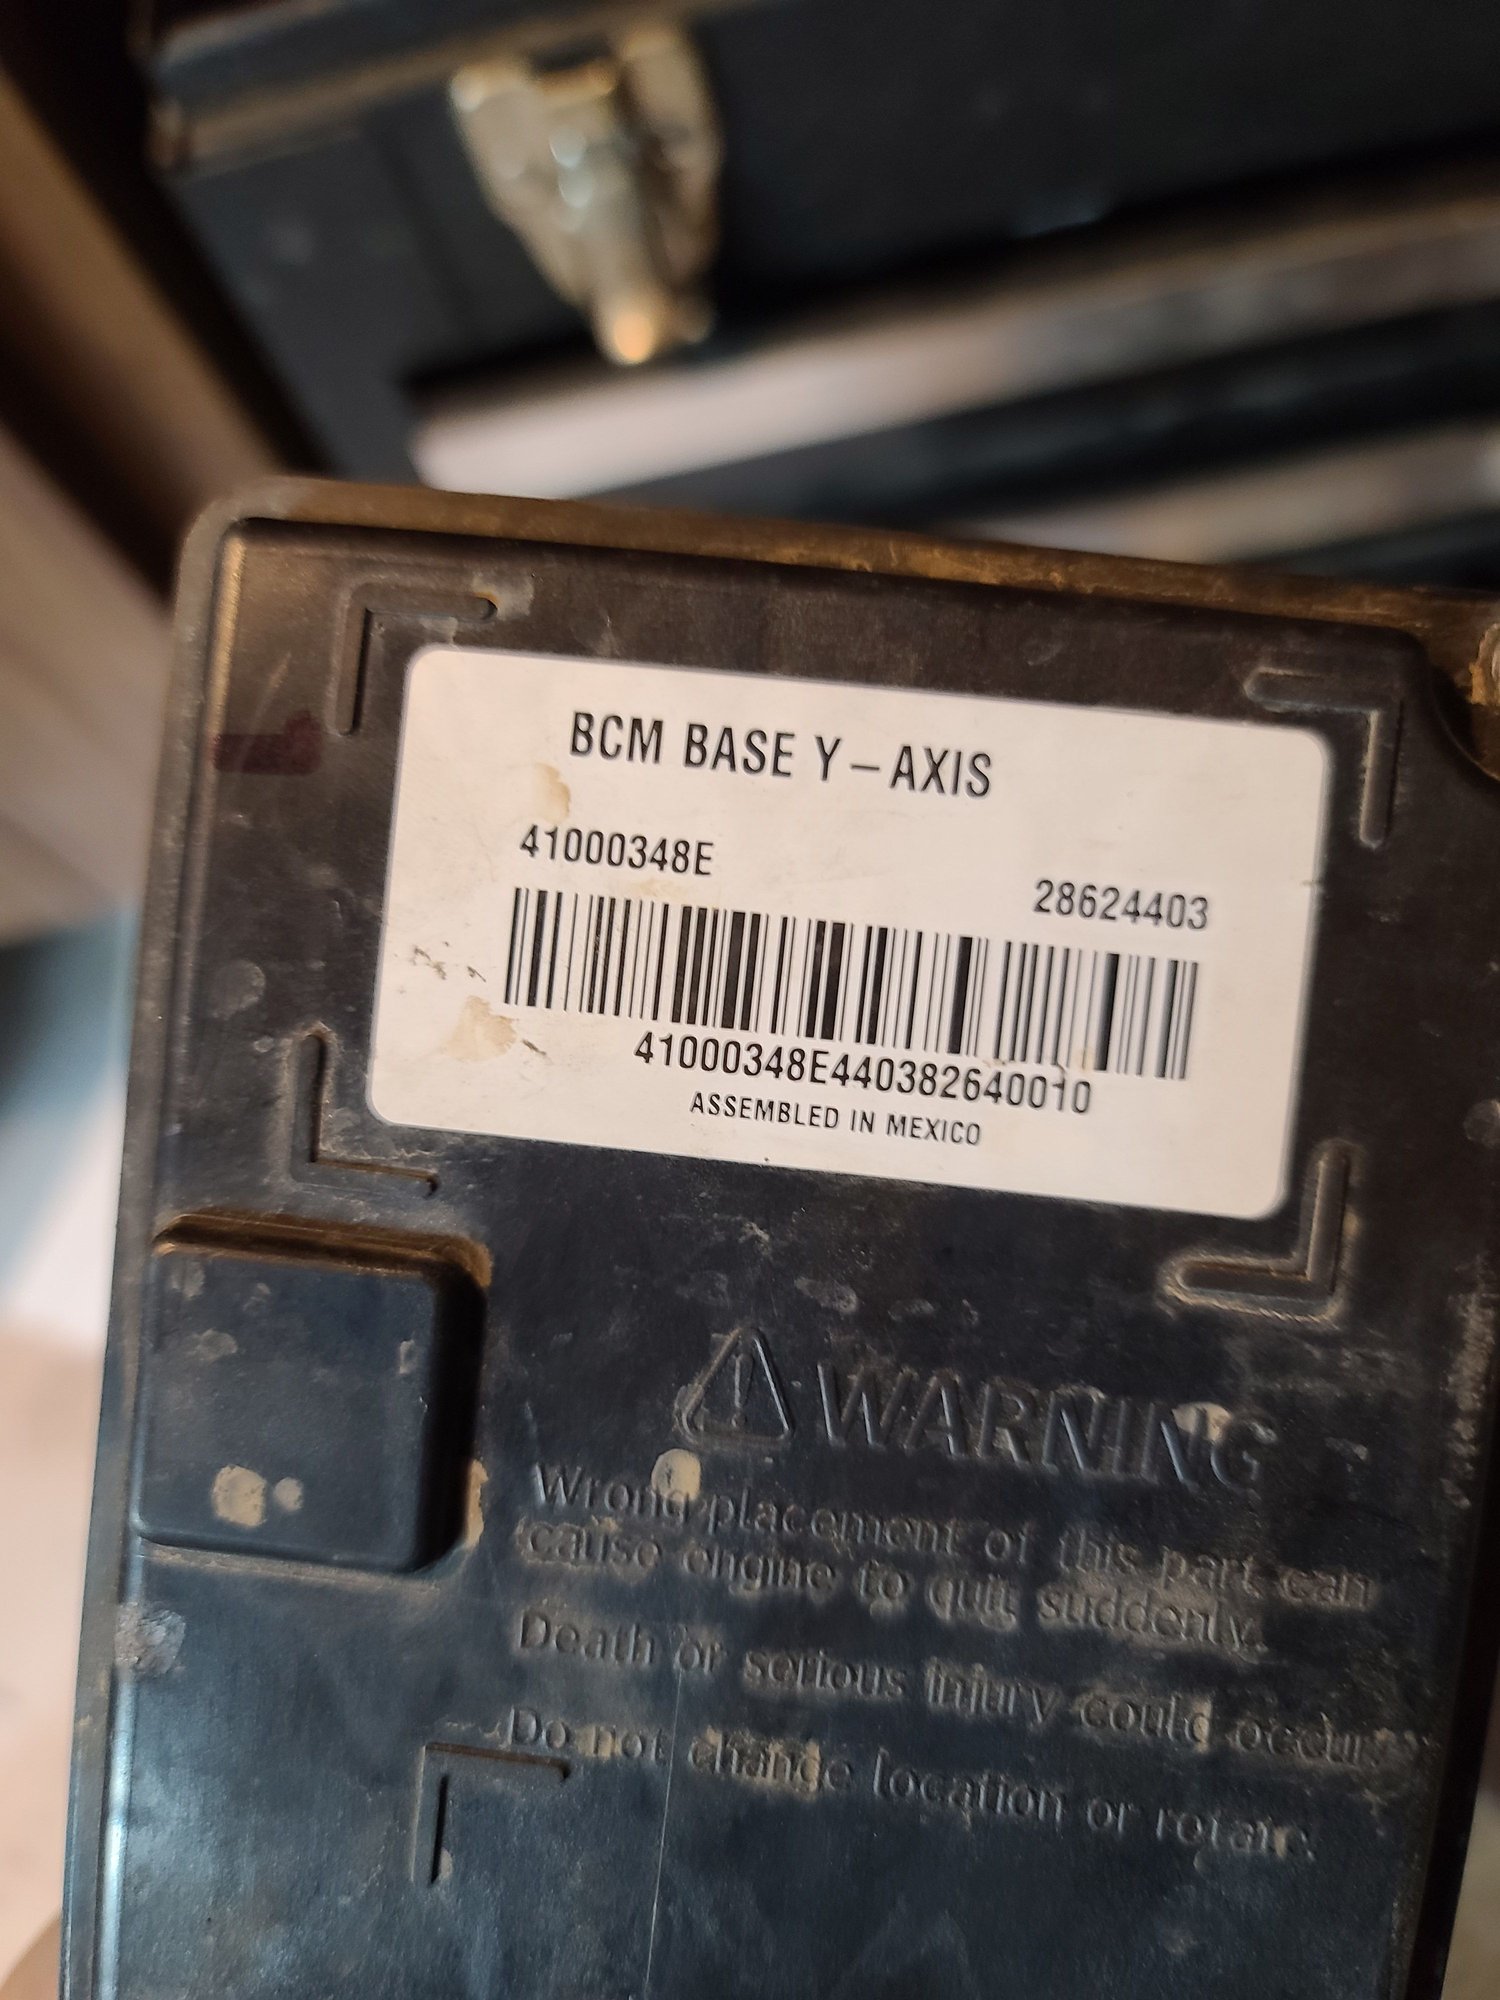 BCM BASE Y-AXIS
41000348E
28624403
41000348E440382640010
ASSEMBLED IN MEXICO
WARNING
Wrong placement of this part can
cause engine to quit suddenly.
Death or serious injury could occur.
Do not change location or rotate.